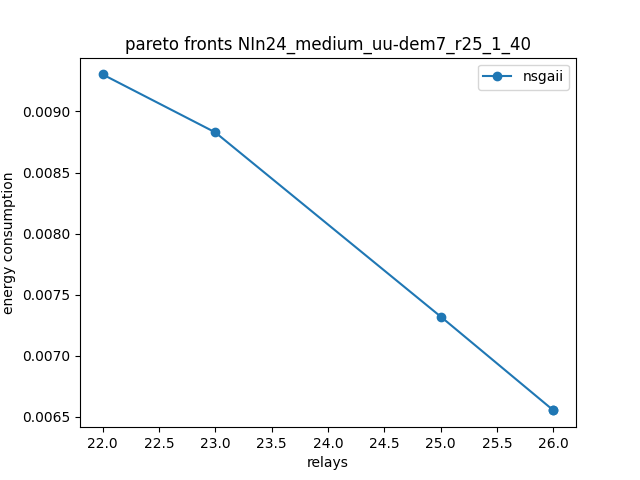 pareto fronts NIn24_medium_uu-dem7_r25_1_40
nsgaii
0.0090
0.0085
0.0080
0.0075
0.0070
0.0065
energy consumption
22.0 22.5 23.0 23.5 24.0 24.5 25.0 25.5 26.0
relays